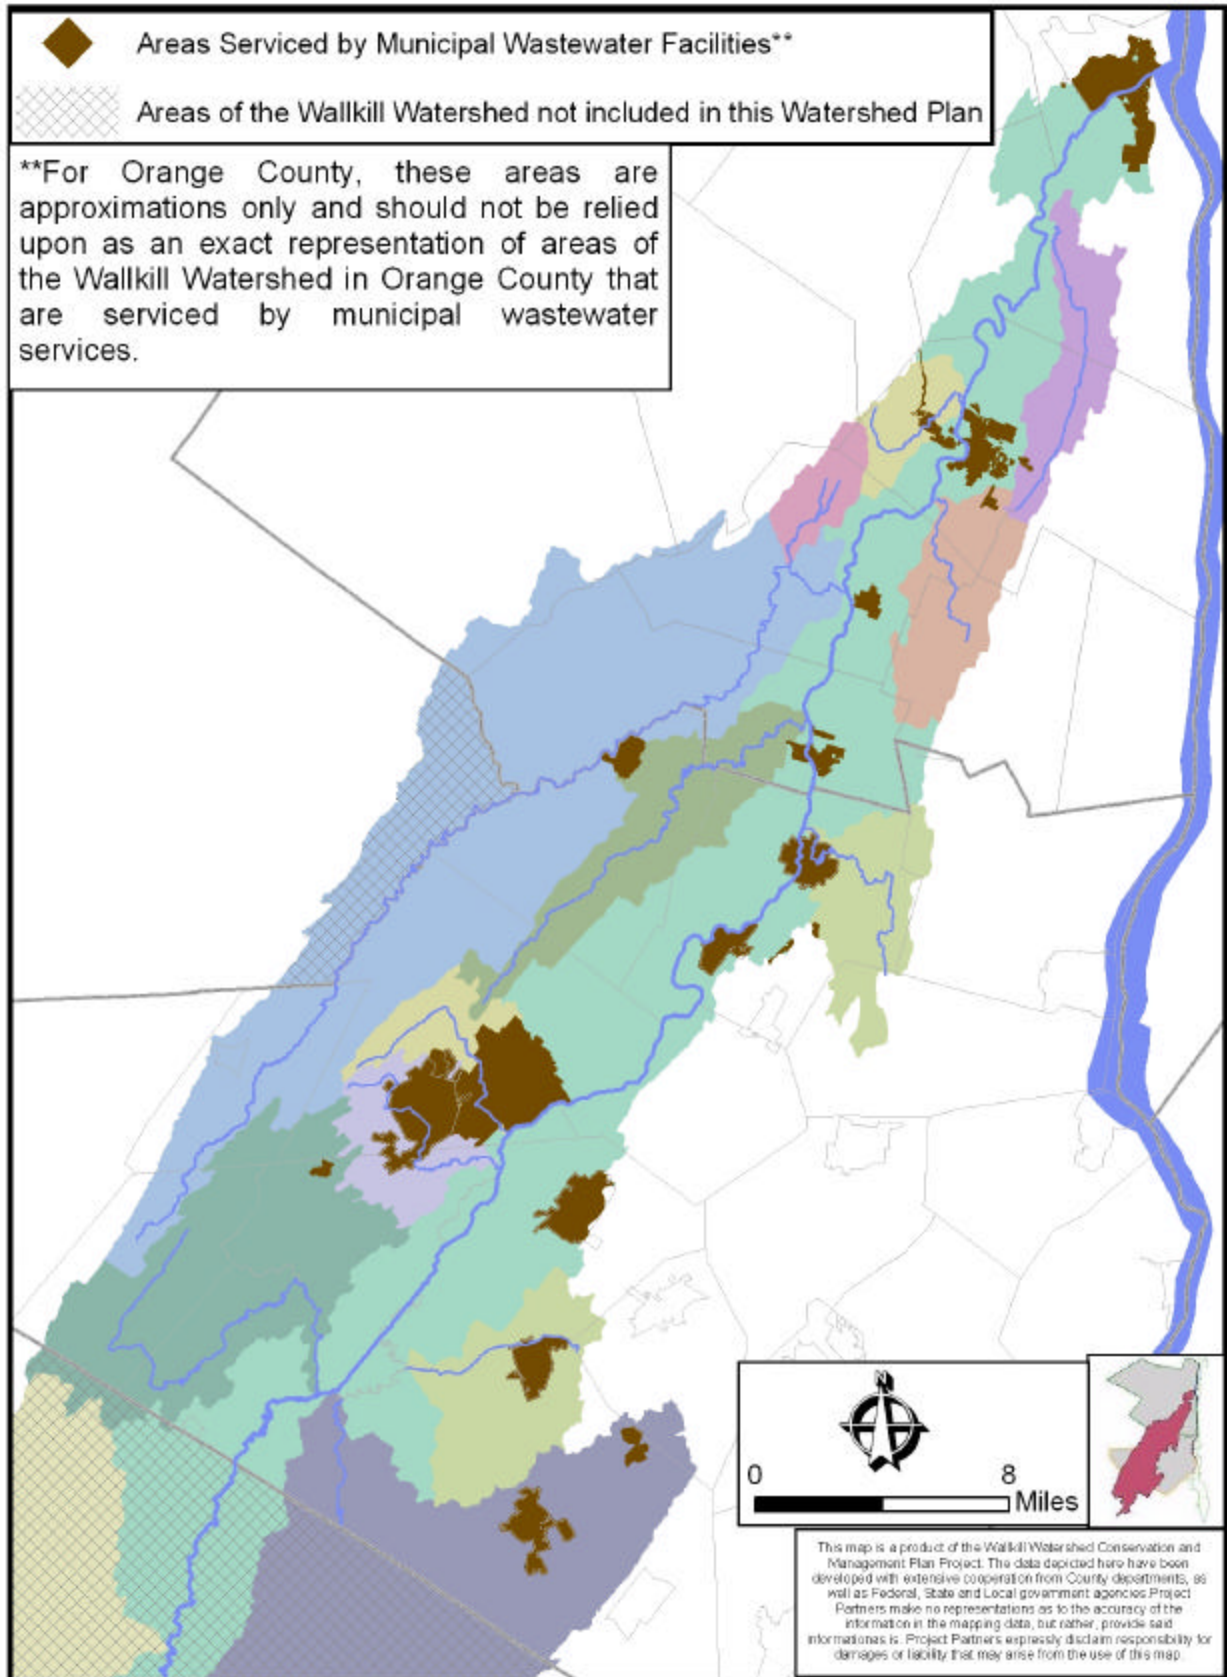 Areas Serviced by Municipal Wastewater Facilities**
Areas of the Wallkill Watershed not included in this Watershed Plan
**For Orange County, these areas are
approximations only and should not be relied
upon as an exact representation of areas of
the Wallkill Watershed in Orange County that
are serviced by municipal wastewater
services.
N
0 8
Miles
This map is a product of the Wallkill Watershed Conservation and
Management Plan Project. The data depicted here have been
developed with extensive cooperation from County departments, as
well as Federal, State and Local government agencies.Project
Partners make no representations as to the accuracy of the
information in the mapping data, but rather, provide said
informationas is. Project Partners expressly disclaim responsibility for
damages or liability that may arise from the use of this map.